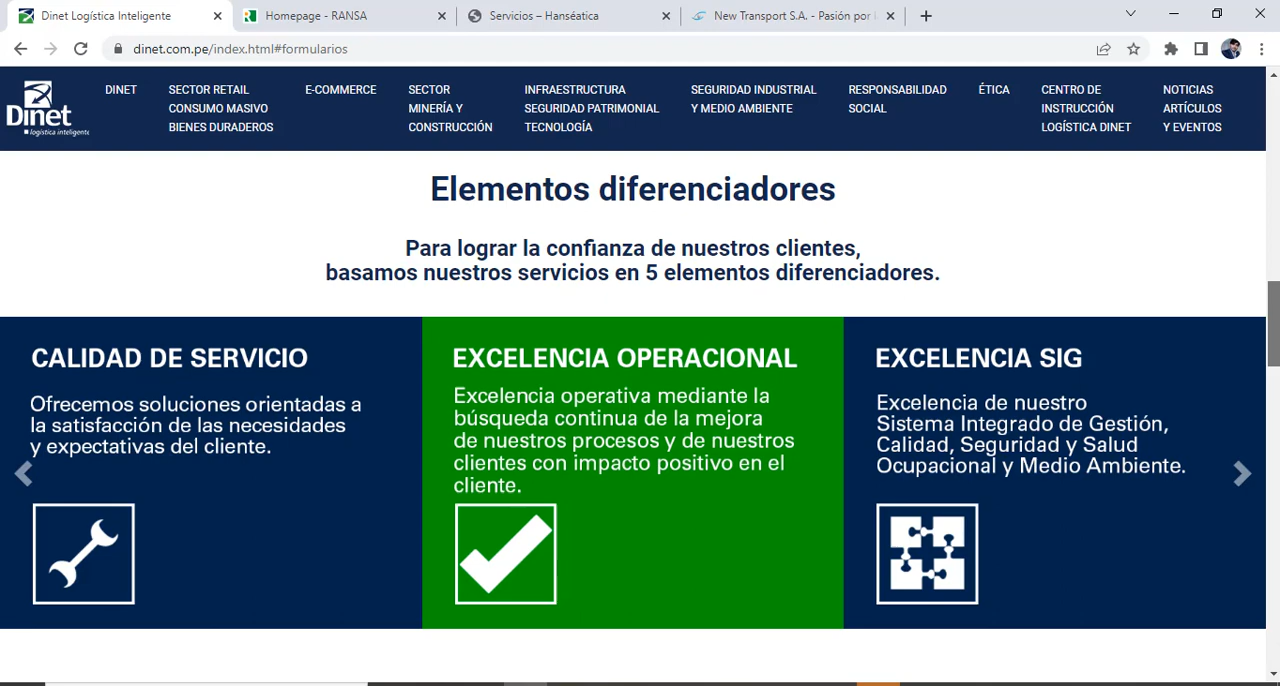 Dinet Logística Inteligente
Homepage - RANSA
Servicios – Hanséatica
New Transport S.A. - Pasión por
dinet.com.pe/index.html#formularios
Dinet
logística inteligente
DINET
SECTOR RETAIL
CONSUMO MASIVO
BIENES DURADEROS
E-COMMERCE
SECTOR
MINERÍA Y
CONSTRUCCIÓN
INFRAESTRUCTURA
SEGURIDAD PATRIMONIAL
TECNOLOGÍA
SEGURIDAD INDUSTRIAL
Y MEDIO AMBIENTE
RESPONSABILIDAD
SOCIAL
ÉTICA
CENTRO DE
INSTRUCCIÓN
LOGÍSTICA DINET
NOTICIAS
ARTÍCULOS
Y EVENTOS
Elementos diferenciadores
Para lograr la confianza de nuestros clientes,
basamos nuestros servicios en 5 elementos diferenciadores.
CALIDAD DE SERVICIO
Ofrecemos soluciones orientadas a
la satisfacción de las necesidades
y expectativas del cliente.
EXCELENCIA OPERACIONAL
Excelencia operativa mediante la
búsqueda continua de la mejora
de nuestros procesos y de nuestros
clientes con impacto positivo en el
cliente.
EXCELENCIA SIG
Excelencia de nuestro
Sistema Integrado de Gestión,
Calidad, Seguridad y Salud
Ocupacional y Medio Ambiente.